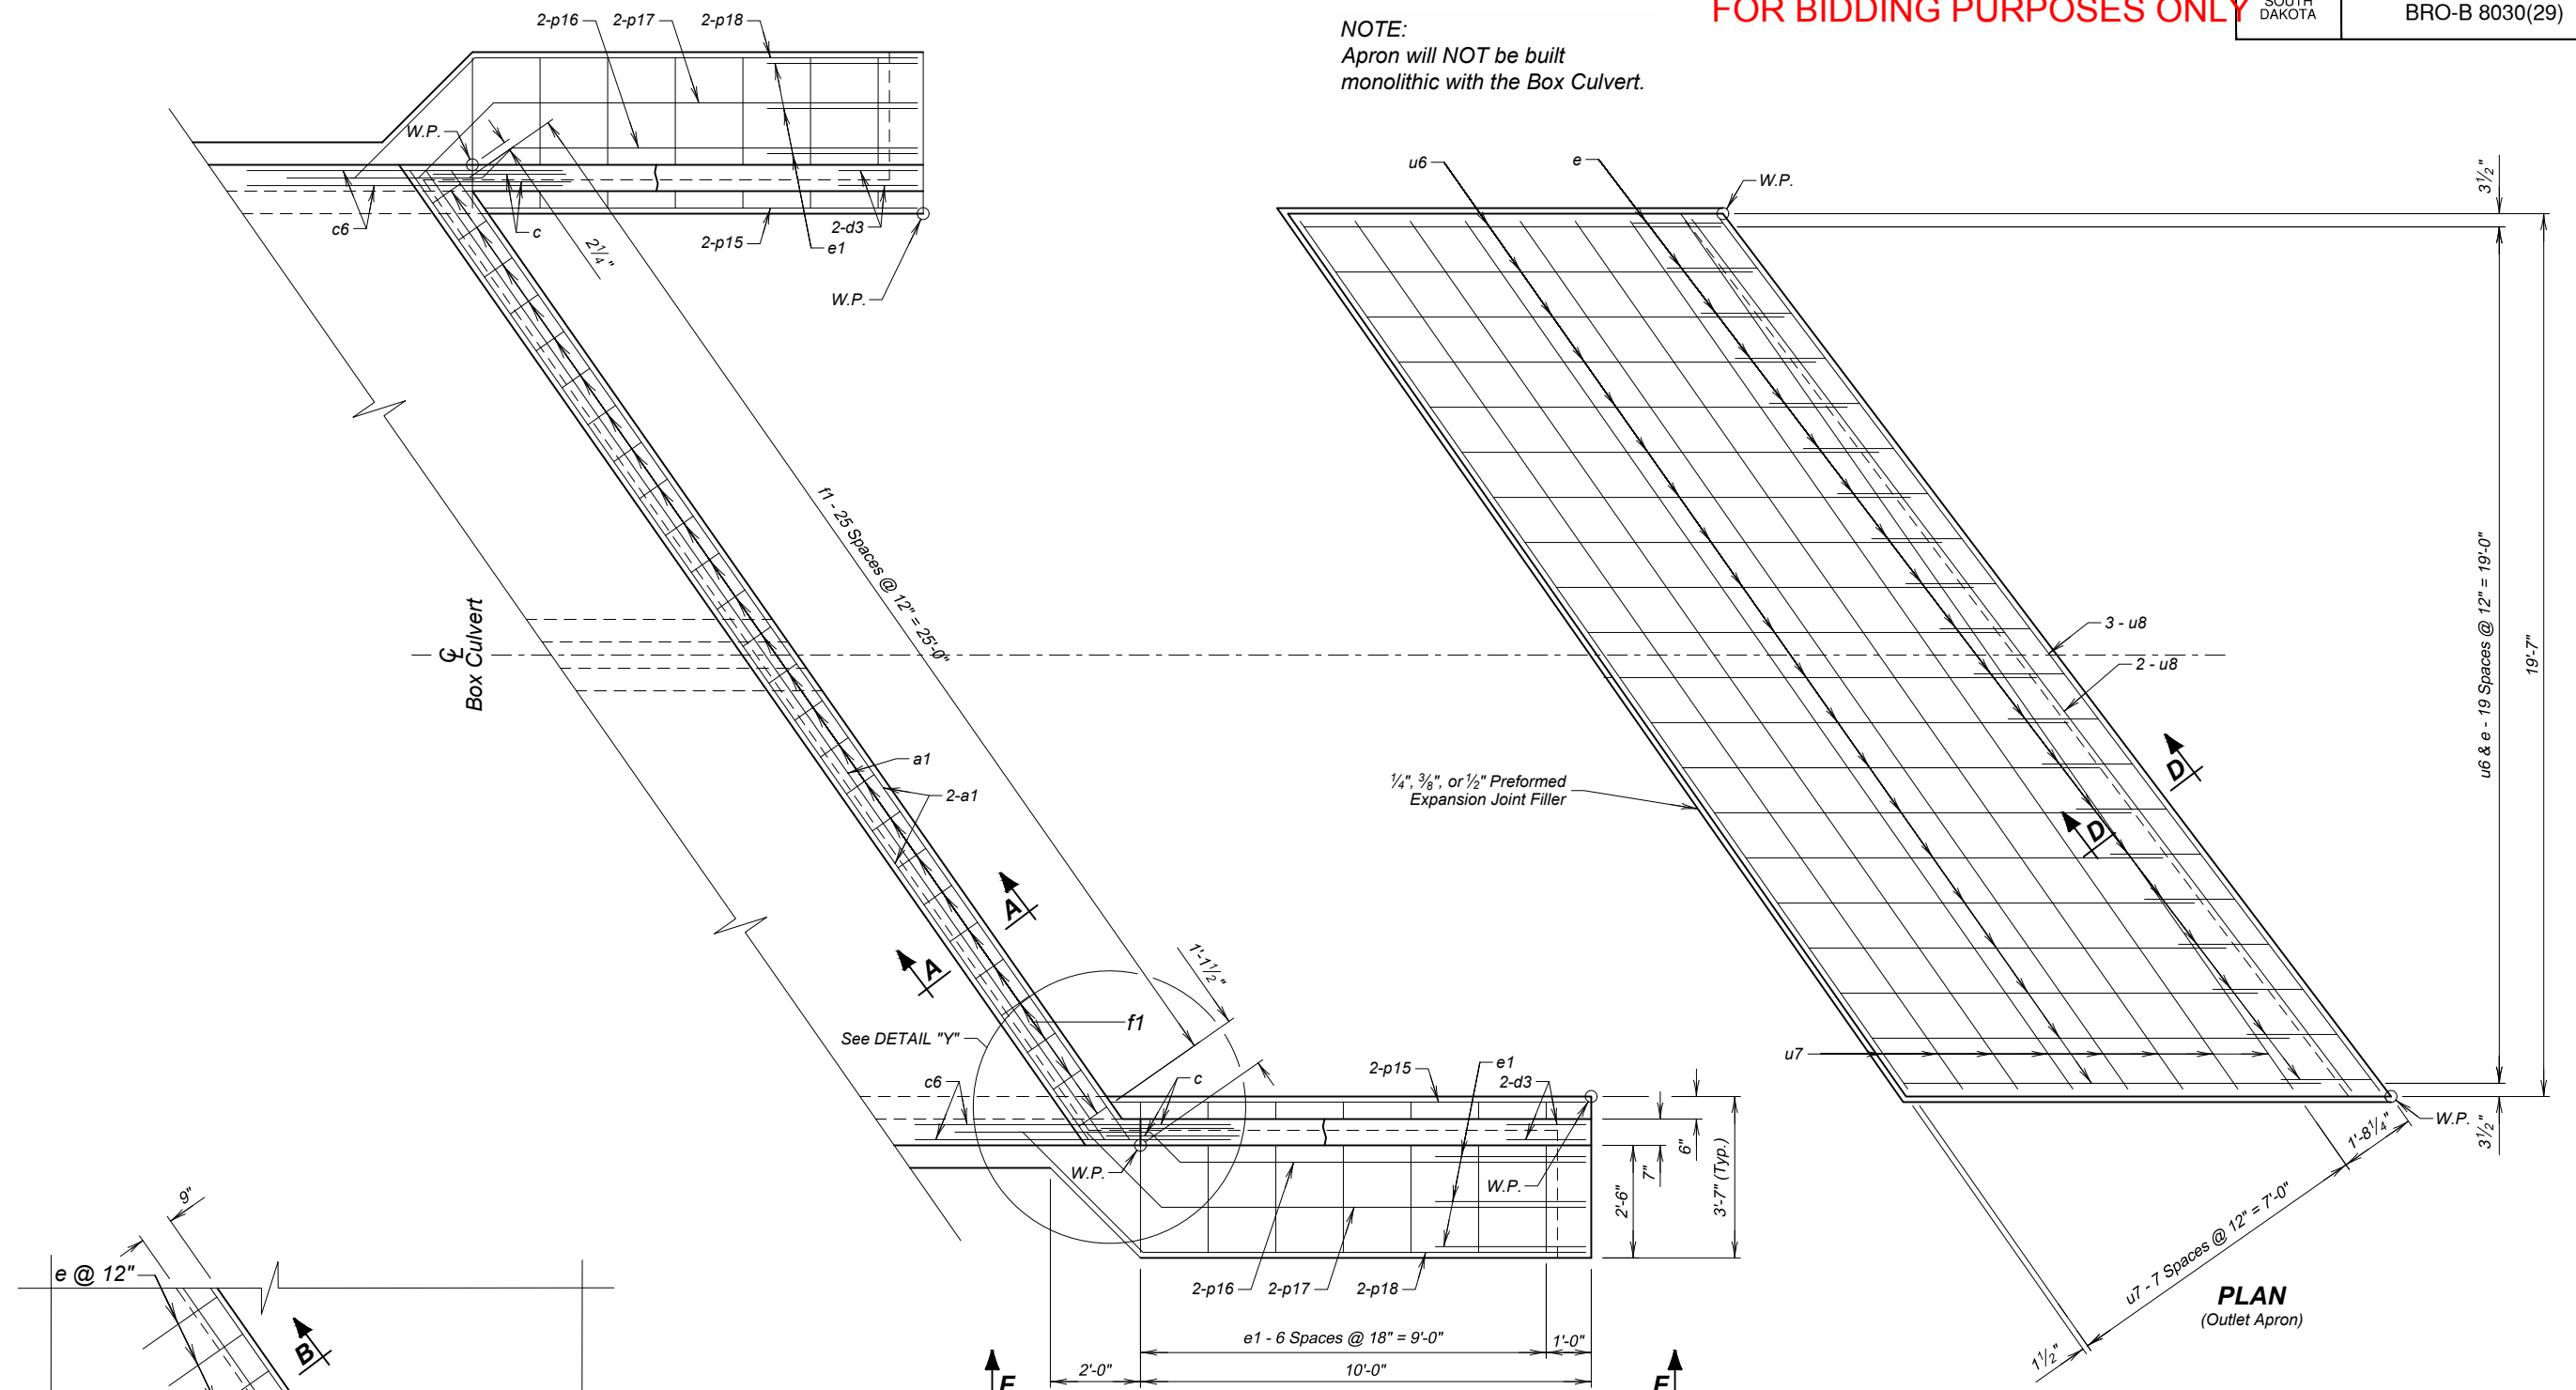 FOR BIDDING PURPOSES ONLY
SOUTH
DAKOTA
BRO-B 8030(29)
NOTE:
Apron will NOT be built
monolithic with the Box Culvert.
2-p16
2-p17
2-p18
W.P.
c6
c
2¼"
2-p15
2-d3
e1
W.P.
f1 - 25 Spaces @ 12" = 25'-0"
℄
Box Culvert
a1
2-a1
A
A
1'-1½"
See DETAIL "Y"
f1
c6
c
2-p15
e1
2-d3
W.P.
W.P.
6"
7"
2'-6"
3'-7" (Typ.)
2-p16
2-p17
2-p18
e1 - 6 Spaces @ 18" = 9'-0"
1'-0"
2'-0"
10'-0"
E
E
9"
e @ 12"
B
u6
e
W.P.
3½"
u6 & e - 19 Spaces @ 12" = 19'-0"
19'-7"
3 - u8
2 - u8
¼", ⅜", or ½" Preformed
Expansion Joint Filler
D
D
u7
W.P.
3½"
1'-8¼"
u7 - 7 Spaces @ 12" = 7'-0"
1½"
PLAN
(Outlet Apron)